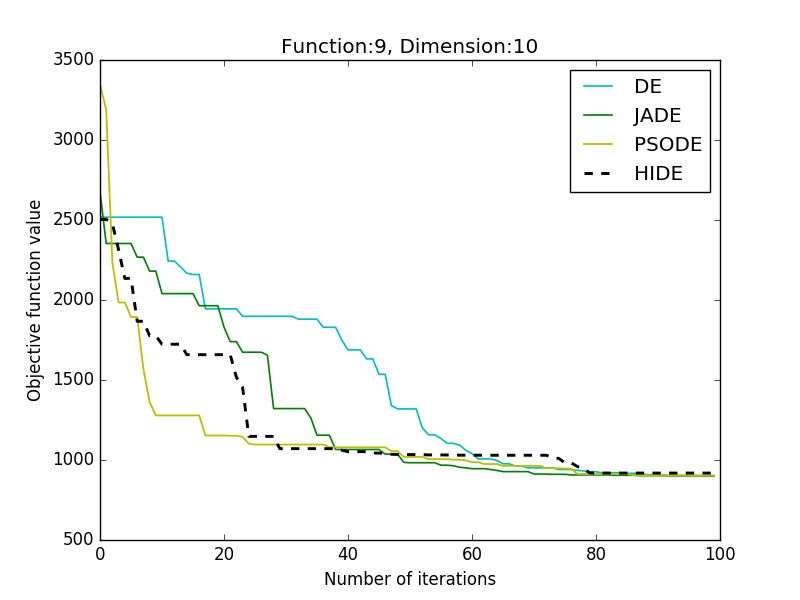 Function:9, Dimension:10
3500
3000
2500
2000
1500
1000
500
Objective function value
0
20
40
60
80
100
Number of iterations
DE
JADE
PSODE
HIDE